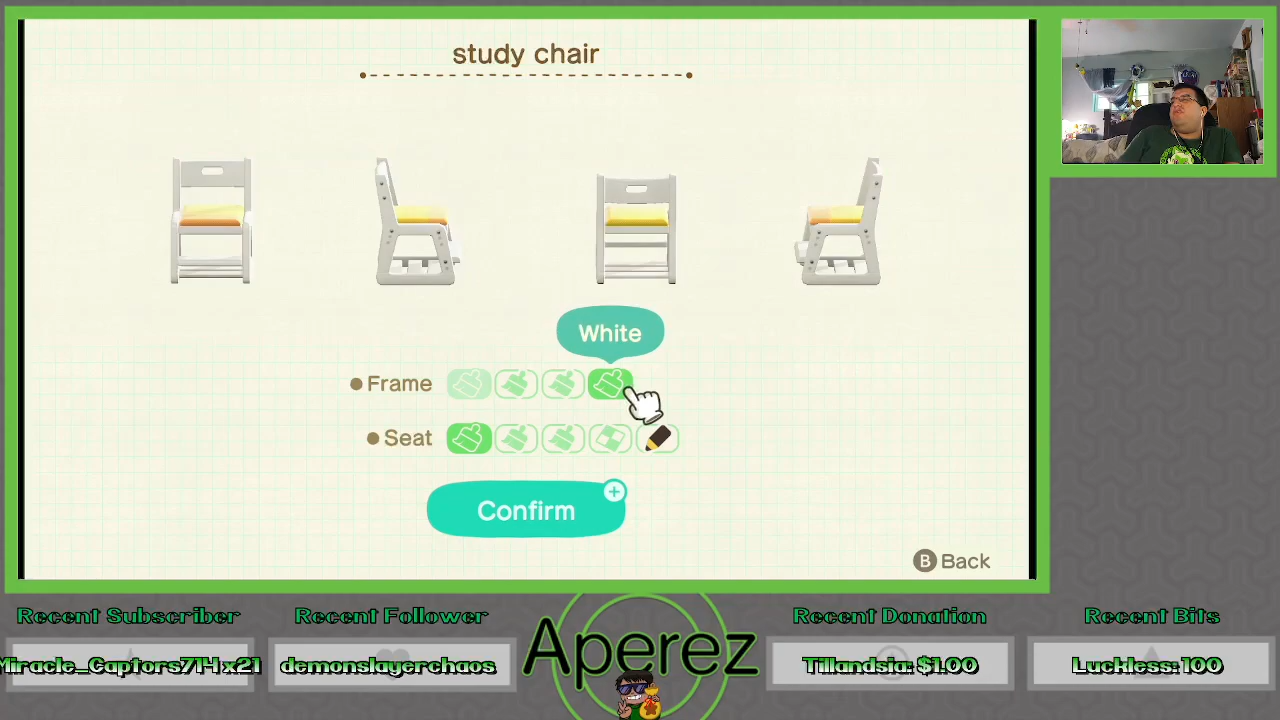 study chair
White
Frame
Seat
Confirm
B Back
Recent Subscriber
Recent Follower
Recent Donation
Recent Bits
Miracle_Captors714 x21
demonslayerchaos
Aperez
Tillandsia: $1.00
Luckless: 100